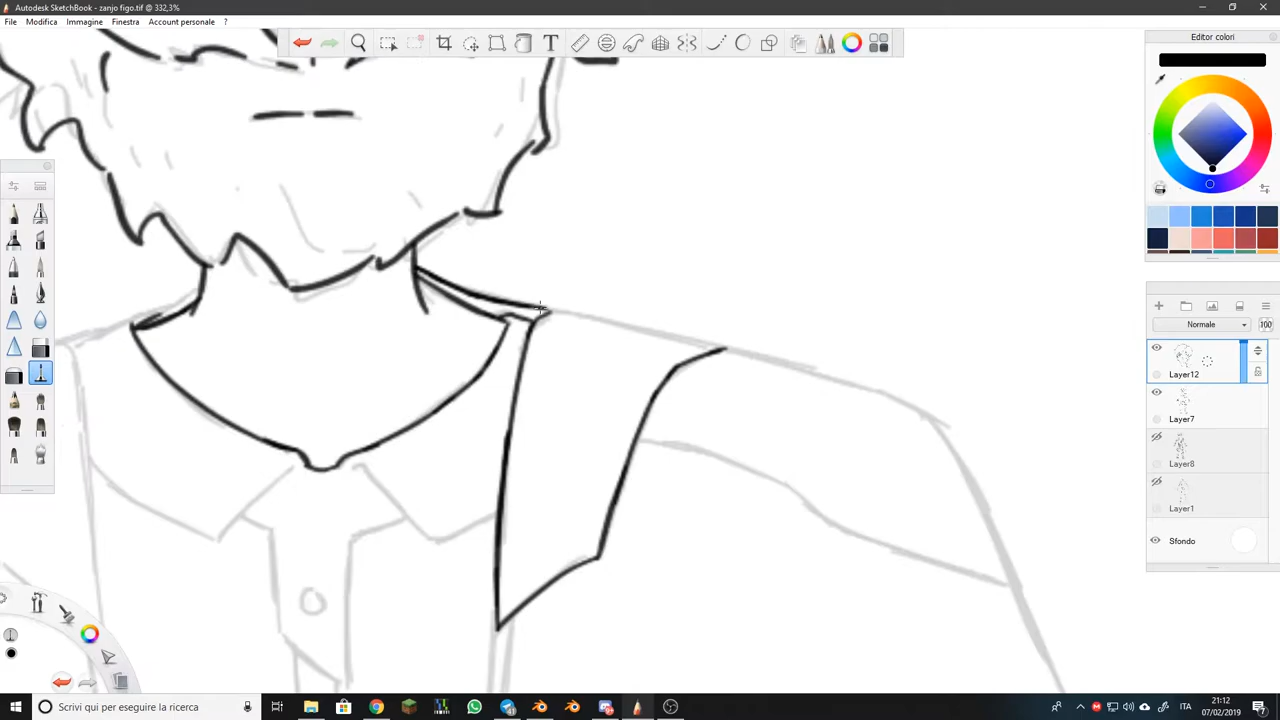 Autodesk SketchBook - zanjo figo.tif @ 332,3%
File Modifica Immagine Finestra Account personale ?
Editor colori
Normale
100
Layer12
Layer7
Layer8
Layer1
Sfondo
Scrivi qui per eseguire la ricerca
ITA
21:12
07/02/2019